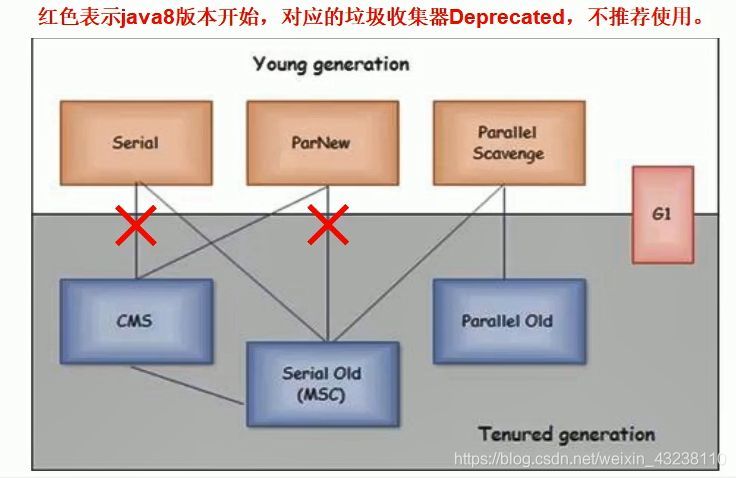 红色表示java8版本开始，对应的垃圾收集器Deprecated，不推荐使用。
Young generation
Serial
ParNew
Parallel
Scavenge
G1
CMS
Serial Old
(MSC)
Parallel Old
Tenured generation
https://blog.csdn.net/weixin_43238110